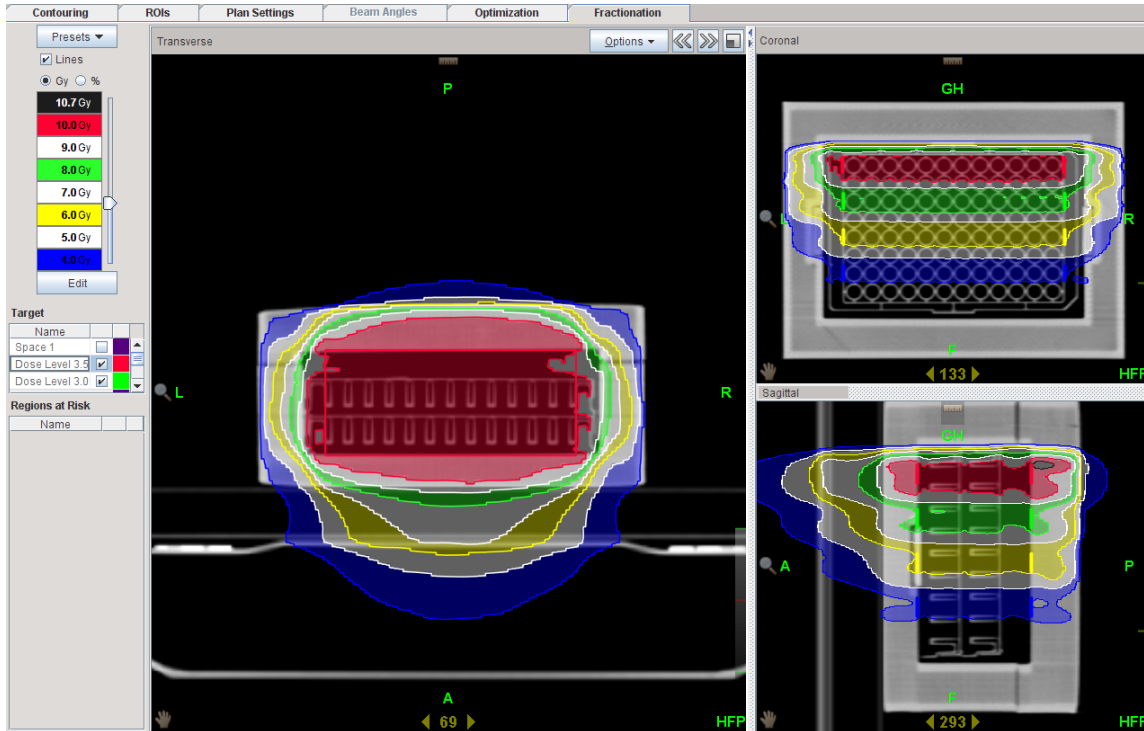 Contouring ROIs Plan Settings Beam Angles Optimization Fractionation
Presets
Lines
Gy %
10.7 Gy
10.0 Gy
9.0 Gy
8.0 Gy
7.0 Gy
6.0 Gy
5.0 Gy
4.0 Gy
Edit
Target
Name
Space 1
Dose Level 3.5
Dose Level 3.0
Regions at Risk
Name
Transverse
Options
P
L
R
A
69
HFP
Coronal
GH
L
R
F
133
HFP
Sagittal
GH
A
P
F
293
HFP